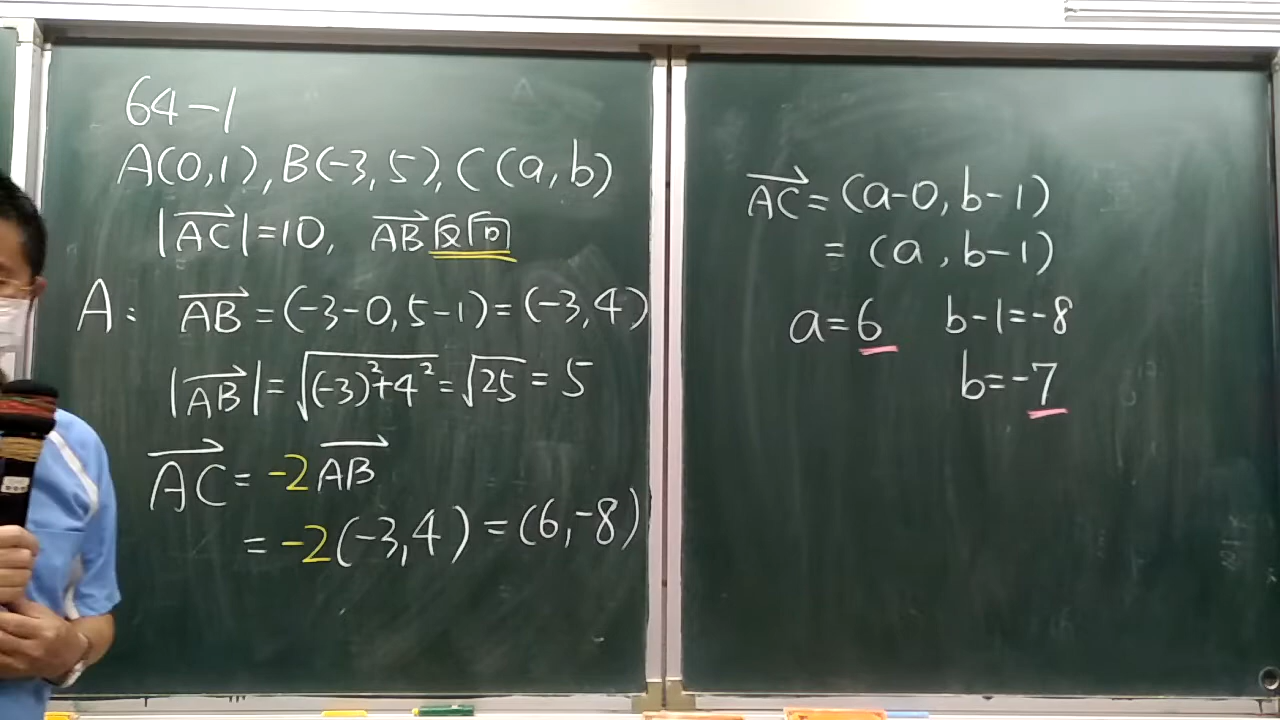 64-1
A(0,1), B(-3,5), C(a,b)
|AC|=10, AB反向
A: AB=(-3-0,5-1)=(-3,4)
|AB|=√(-3)²+4²=√25=5
AC=-2AB
=-2(-3,4)=(6,-8)
AC=(a-0,b-1)
=(a,b-1)
a=6 b-1=-8
b=-7